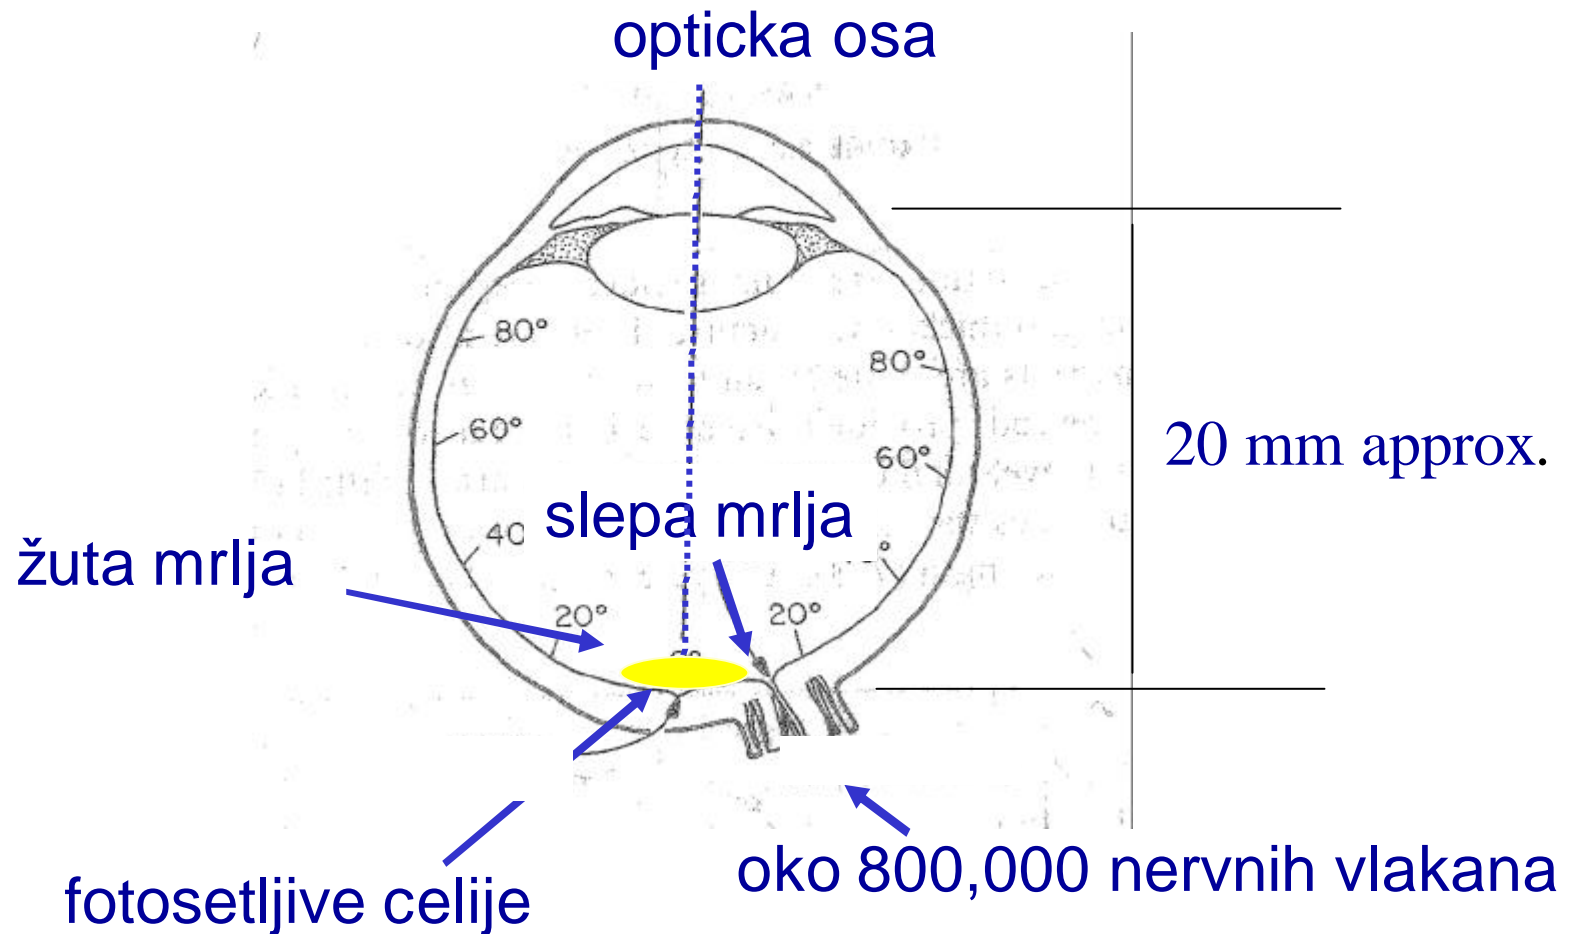 opticka osa
80°
80°
60°
20 mm approx.
60°
slepa mrlja
40
žuta mrlja
20°
20°
oko 800,000 nervnih vlakana
fotosetljive celije